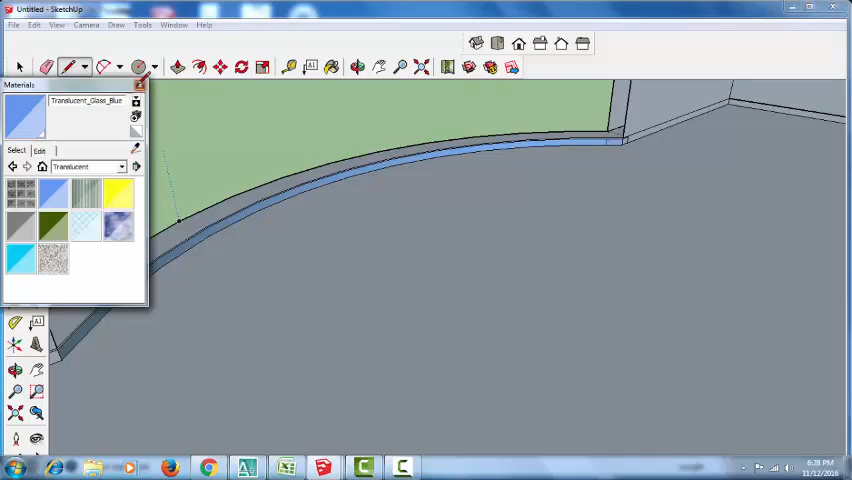 Untitled - SketchUp
File Edit View Camera Draw Tools Window Help
Materials
Translucent_Glass_Blue
Select Edit
Translucent
6:28 PM
11/12/2016